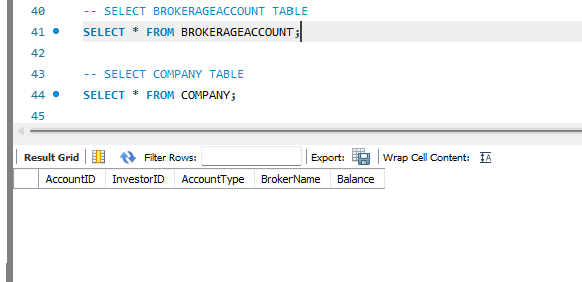 40 -- SELECT BROKERAGEACCOUNT TABLE
41 SELECT * FROM BROKERAGEACCOUNT;
42
43 -- SELECT COMPANY TABLE
44 SELECT * FROM COMPANY;
45
Result Grid Filter Rows: Export: Wrap Cell Content: IA
AccountID InvestorID AccountType BrokerName Balance